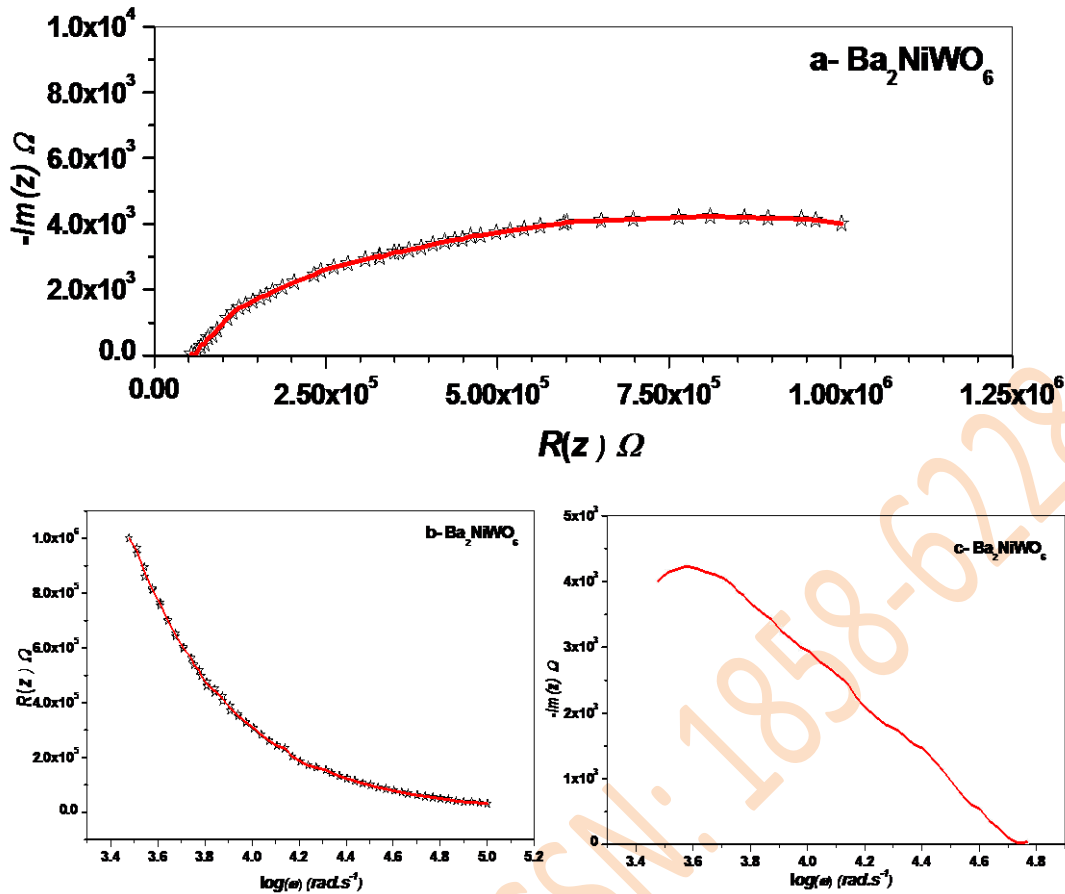 1.0x10⁴
8.0x10³
6.0x10³
4.0x10³
2.0x10³
0.0
-Im (z) Ω
a- Ba₂NiWO₆
0.00 2.50x10⁵ 5.00x10⁵ 7.50x10⁵ 1.00x10⁶ 1.25x10⁶
R(z ) Ω
1.0x10⁶
8.0x10⁵
6.0x10⁵
4.0x10⁵
2.0x10⁵
0.0
R(z ) Ω
b- Ba₂NiWO₆
3.4 3.6 3.8 4.0 4.2 4.4 4.6 4.8 5.0 5.2
log(ω) (rad.s⁻¹)
5x10³
4x10³
3x10³
2x10³
1x10³
0
-Im(z) Ω
c- Ba₂NiWO₆
3.4 3.6 3.8 4.0 4.2 4.4 4.6 4.8
log(ω) (rad.s⁻¹)
SSN: 1858-6228